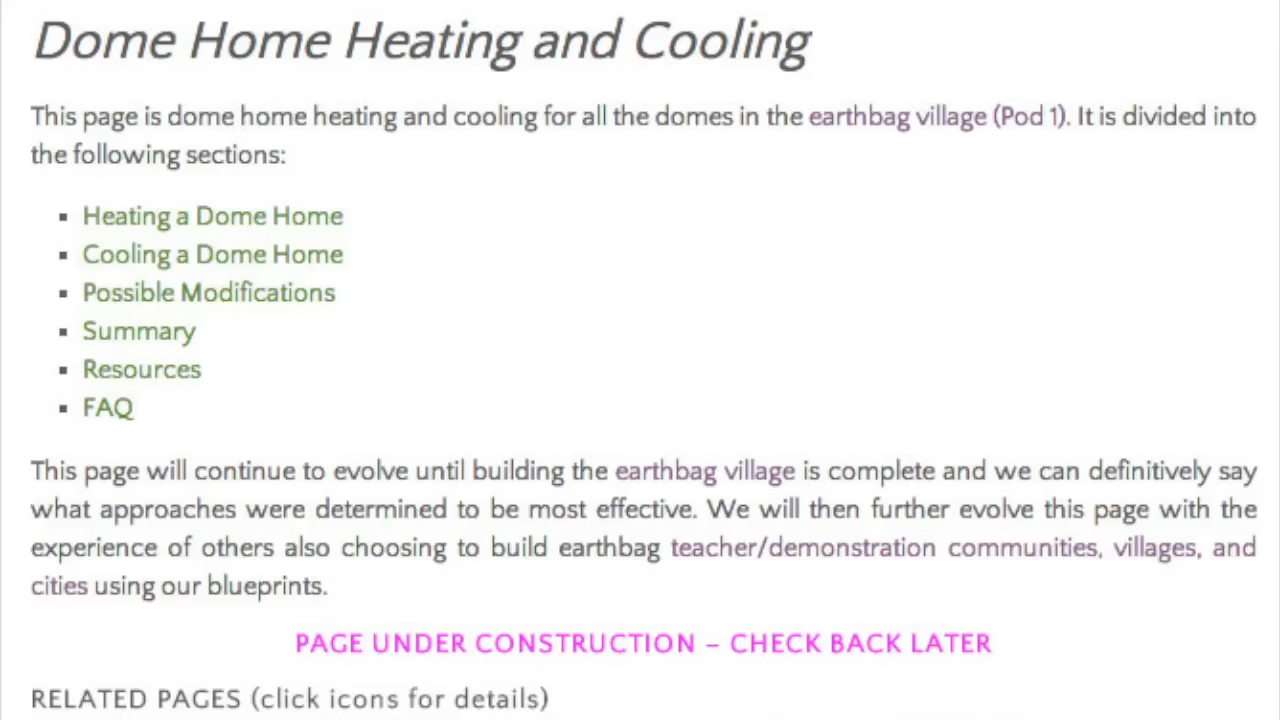 Dome Home Heating and Cooling
This page is dome home heating and cooling for all the domes in the earthbag village (Pod 1). It is divided into
the following sections:
▪ Heating a Dome Home
▪ Cooling a Dome Home
▪ Possible Modifications
▪ Summary
▪ Resources
▪ FAQ
This page will continue to evolve until building the earthbag village is complete and we can definitively say
what approaches were determined to be most effective. We will then further evolve this page with the
experience of others also choosing to build earthbag teacher/demonstration communities, villages, and
cities using our blueprints.
PAGE UNDER CONSTRUCTION – CHECK BACK LATER
RELATED PAGES (click icons for details)